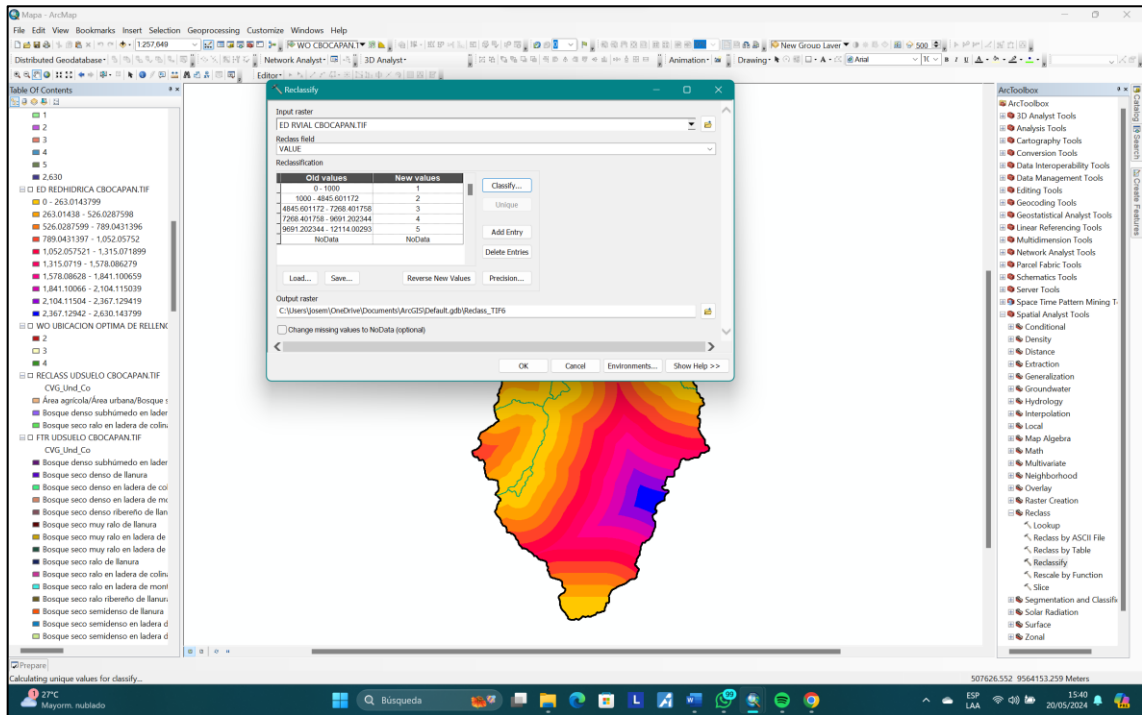 Mapa - ArcMap
File Edit View Bookmarks Insert Selection Geoprocessing Customize Windows Help
1:257,649
WO CBOCAPAN.T
New Group Layer
500
Distributed Geodatabase
Network Analyst
3D Analyst
Animation
Drawing
A
Arial
B I U A
Editor
Table Of Contents
1
2
3
4
5
2,630
ED REDHIDRICA CBOCAPAN.TIF
0 - 263.0143799
263.01438 - 526.0287598
526.0287599 - 789.0431396
789.0431397 - 1,052.05752
1,052.057521 - 1,315.071899
1,315.0719 - 1,578.086279
1,578.08628 - 1,841.100659
1,841.10066 - 2,104.115039
2,104.11504 - 2,367.129419
2,367.12942 - 2,630.143799
WO UBICACION OPTIMA DE RELLENO
2
3
4
RECLASS UDSUELO CBOCAPAN.TIF
CVG_Und_Co
Área agrícola/Área urbana/Bosque s
Bosque denso subhúmedo en lader
Bosque seco ralo en ladera de colina
FTR UDSUELO CBOCAPAN.TIF
CVG_Und_Co
Bosque denso subhúmedo en lader
Bosque seco denso de llanura
Bosque seco denso en ladera de col
Bosque seco denso en ladera de mo
Bosque seco denso ribereño de llan
Bosque seco muy ralo de llanura
Bosque seco muy ralo en ladera de
Bosque seco muy ralo en ladera de
Bosque seco ralo de llanura
Bosque seco ralo en ladera de colina
Bosque seco ralo en ladera de mont
Bosque seco ralo ribereño de llanura
Bosque seco semidenso de llanura
Bosque seco semidenso en ladera d
Bosque seco semidenso en ladera d
Reclassify
Input raster
ED RVIAL CBOCAPAN.TIF
Reclass field
VALUE
Reclassification
Old values New values
0 - 1000 1
1000 - 4845.601172 2
4845.601172 - 7268.401758 3
7268.401758 - 9691.202344 4
9691.202344 - 12114.00293 5
NoData NoData
Classify...
Unique
Add Entry
Delete Entries
Load... Save... Reverse New Values Precision...
Output raster
C:\Users\josem\OneDrive\Documents\ArcGIS\Default.gdb\Reclass_TIF6
Change missing values to NoData (optional)
OK Cancel Environments... Show Help >>
ArcToolbox
ArcToolbox
3D Analyst Tools
Analysis Tools
Cartography Tools
Conversion Tools
Data Interoperability Tools
Data Management Tools
Editing Tools
Geocoding Tools
Geostatistical Analyst Tools
Linear Referencing Tools
Multidimension Tools
Network Analyst Tools
Parcel Fabric Tools
Schematics Tools
Server Tools
Space Time Pattern Mining T
Spatial Analyst Tools
Conditional
Density
Distance
Extraction
Generalization
Groundwater
Hydrology
Interpolation
Local
Map Algebra
Math
Multivariate
Neighborhood
Overlay
Raster Creation
Reclass
Lookup
Reclass by ASCII File
Reclass by Table
Reclassify
Rescale by Function
Slice
Segmentation and Classifi
Solar Radiation
Surface
Zonal
Catalog
Search
Create Features
Prepare
Calculating unique values for classify...
507626.552 9564153.259 Meters
1
27°C
Mayorm. nublado
Búsqueda
99
ESP
LAA
15:40
20/05/2024